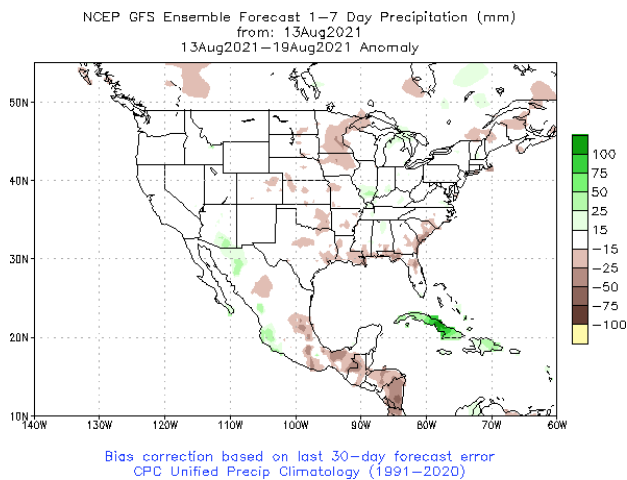 NCEP GFS Ensemble Forecast 1-7 Day Precipitation (mm)
from: 13Aug2021
13Aug2021-19Aug2021 Anomaly
50N
40N
30N
20N
10N
140W 130W 120W 110W 100W 90W 80W 70W 60W
100
75
50
25
15
-15
-25
-50
-75
-100
Bias correction based on last 30-day forecast error
CPC Unified Precip Climatology (1991-2020)